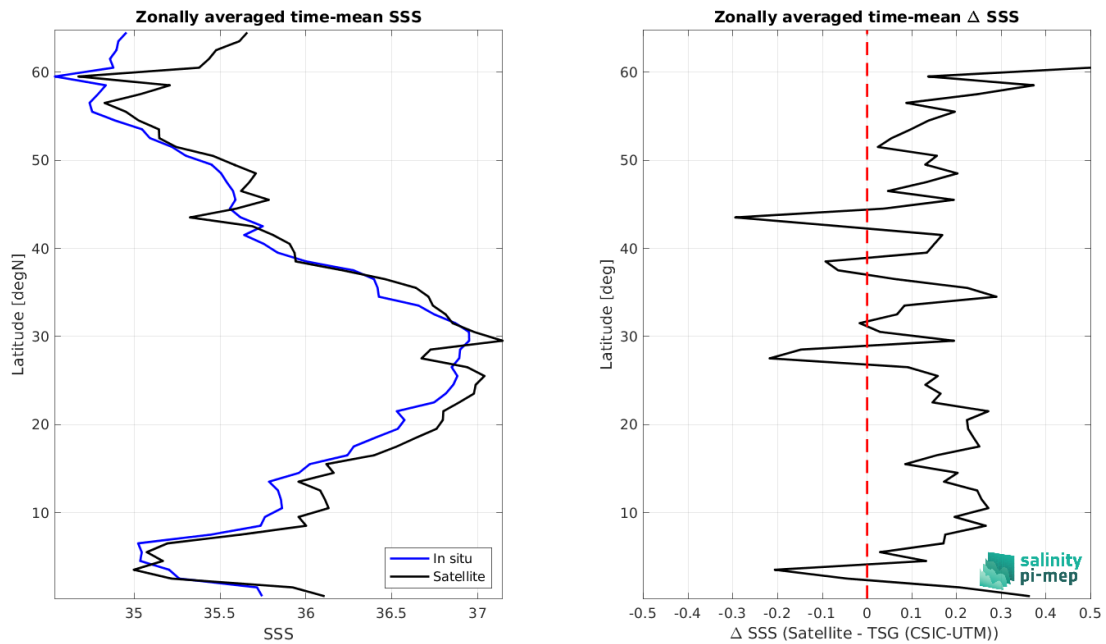 Zonally averaged time-mean SSS
60
50
40
30
20
10
Latitude [degN]
In situ
Satellite
35
35.5
36
36.5
37
SSS
Zonally averaged time-mean Δ SSS
60
50
40
30
20
10
0
Latitude [deg]
salinity
pi-mep
-0.5
-0.4
-0.3
-0.2
-0.1
0
0.1
0.2
0.3
0.4
0.5
Δ SSS (Satellite - TSG (CSIC-UTM))